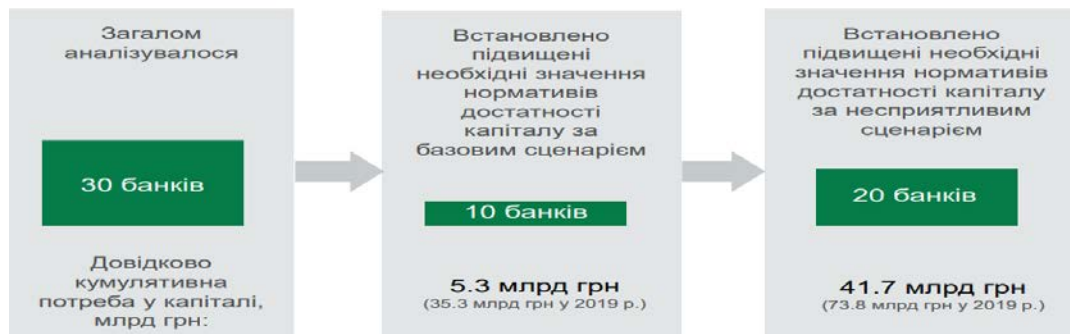 Загалом
аналізувалося
30 банків
Довідково
кумулятивна
потреба у капіталі,
млрд грн:
Встановлено
підвищені
необхідні значення
нормативів
достатності
капіталу за
базовим сценарієм
10 банків
5.3 млрд грн
(35.3 млрд грн у 2019 р.)
Встановлено
підвищені необхідні
значення нормативів
достатності капіталу
за несприятливим
сценарієм
20 банків
41.7 млрд грн
(73.8 млрд грн у 2019 р.)